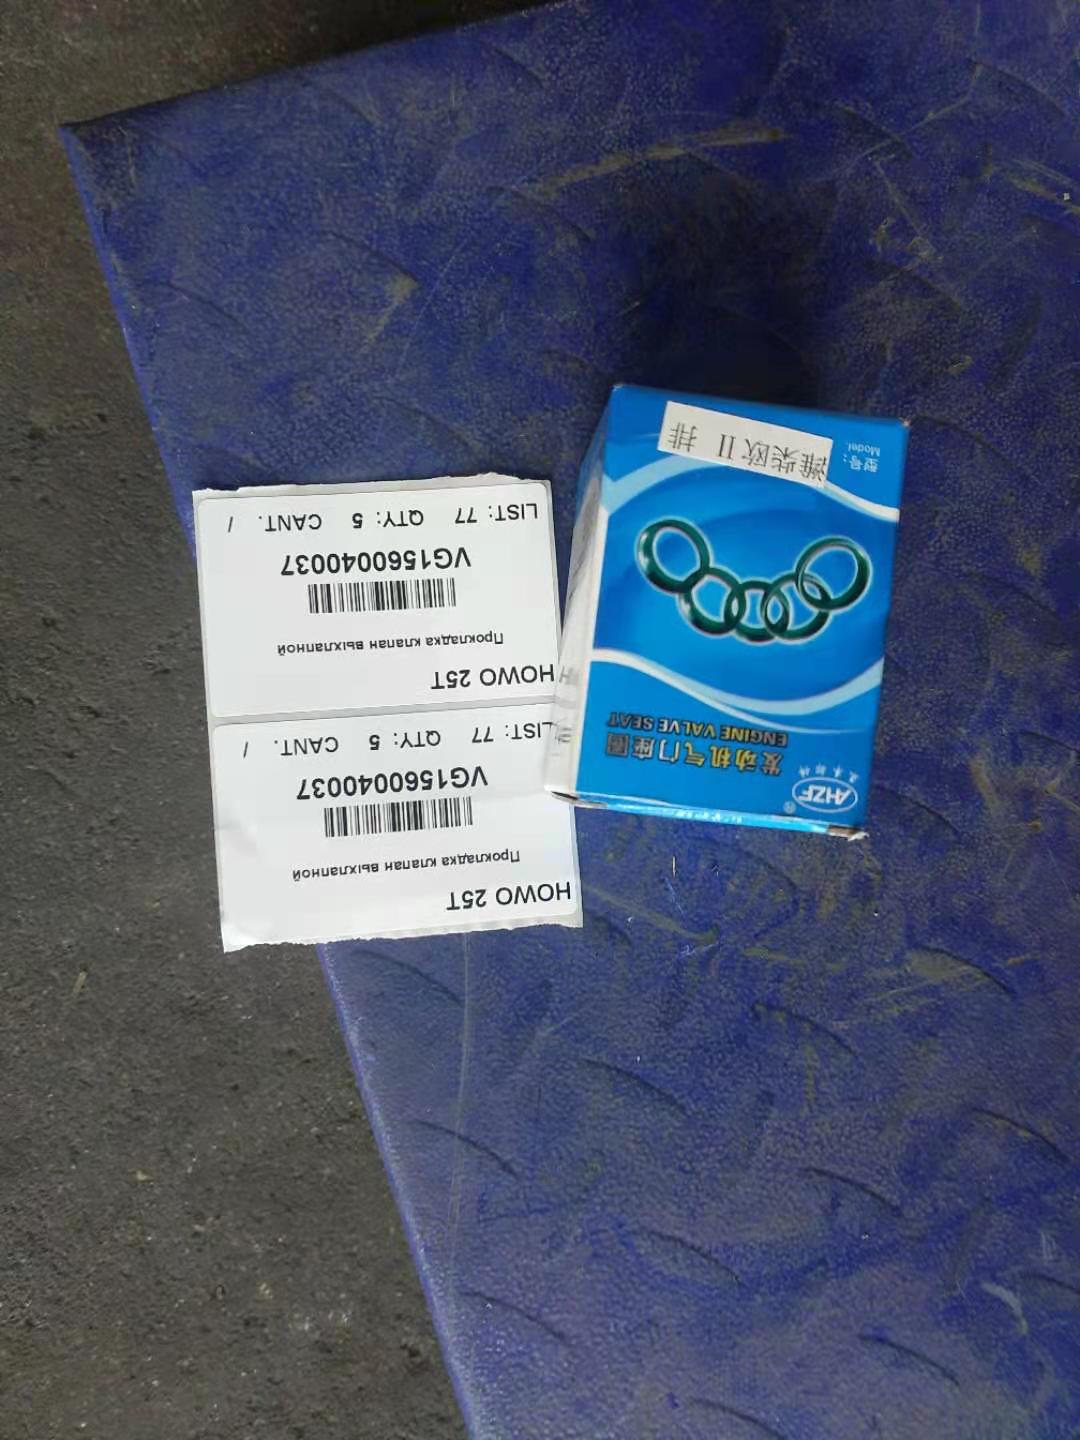 HOWO 25T
Прокладка клапан выхлапной
VG1560040037
LIST: 77 QTY: 5 CANT. /
HOWO 25T
Прокладка клапан выхлапной
VG1560040037
LIST: 77 QTY: 5 CANT. /
AHZF®
发动机气门座圈
ENGINE VALVE SEAT
型号:
Model.
潍柴欧II 排